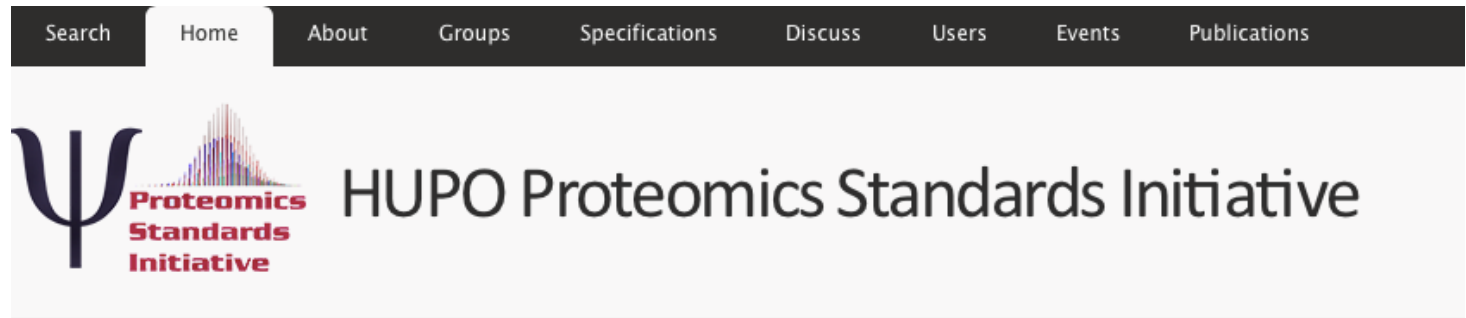 Search Home About Groups Specifications Discuss Users Events Publications
Ψ
Proteomics
Standards
Initiative
HUPO Proteomics Standards Initiative